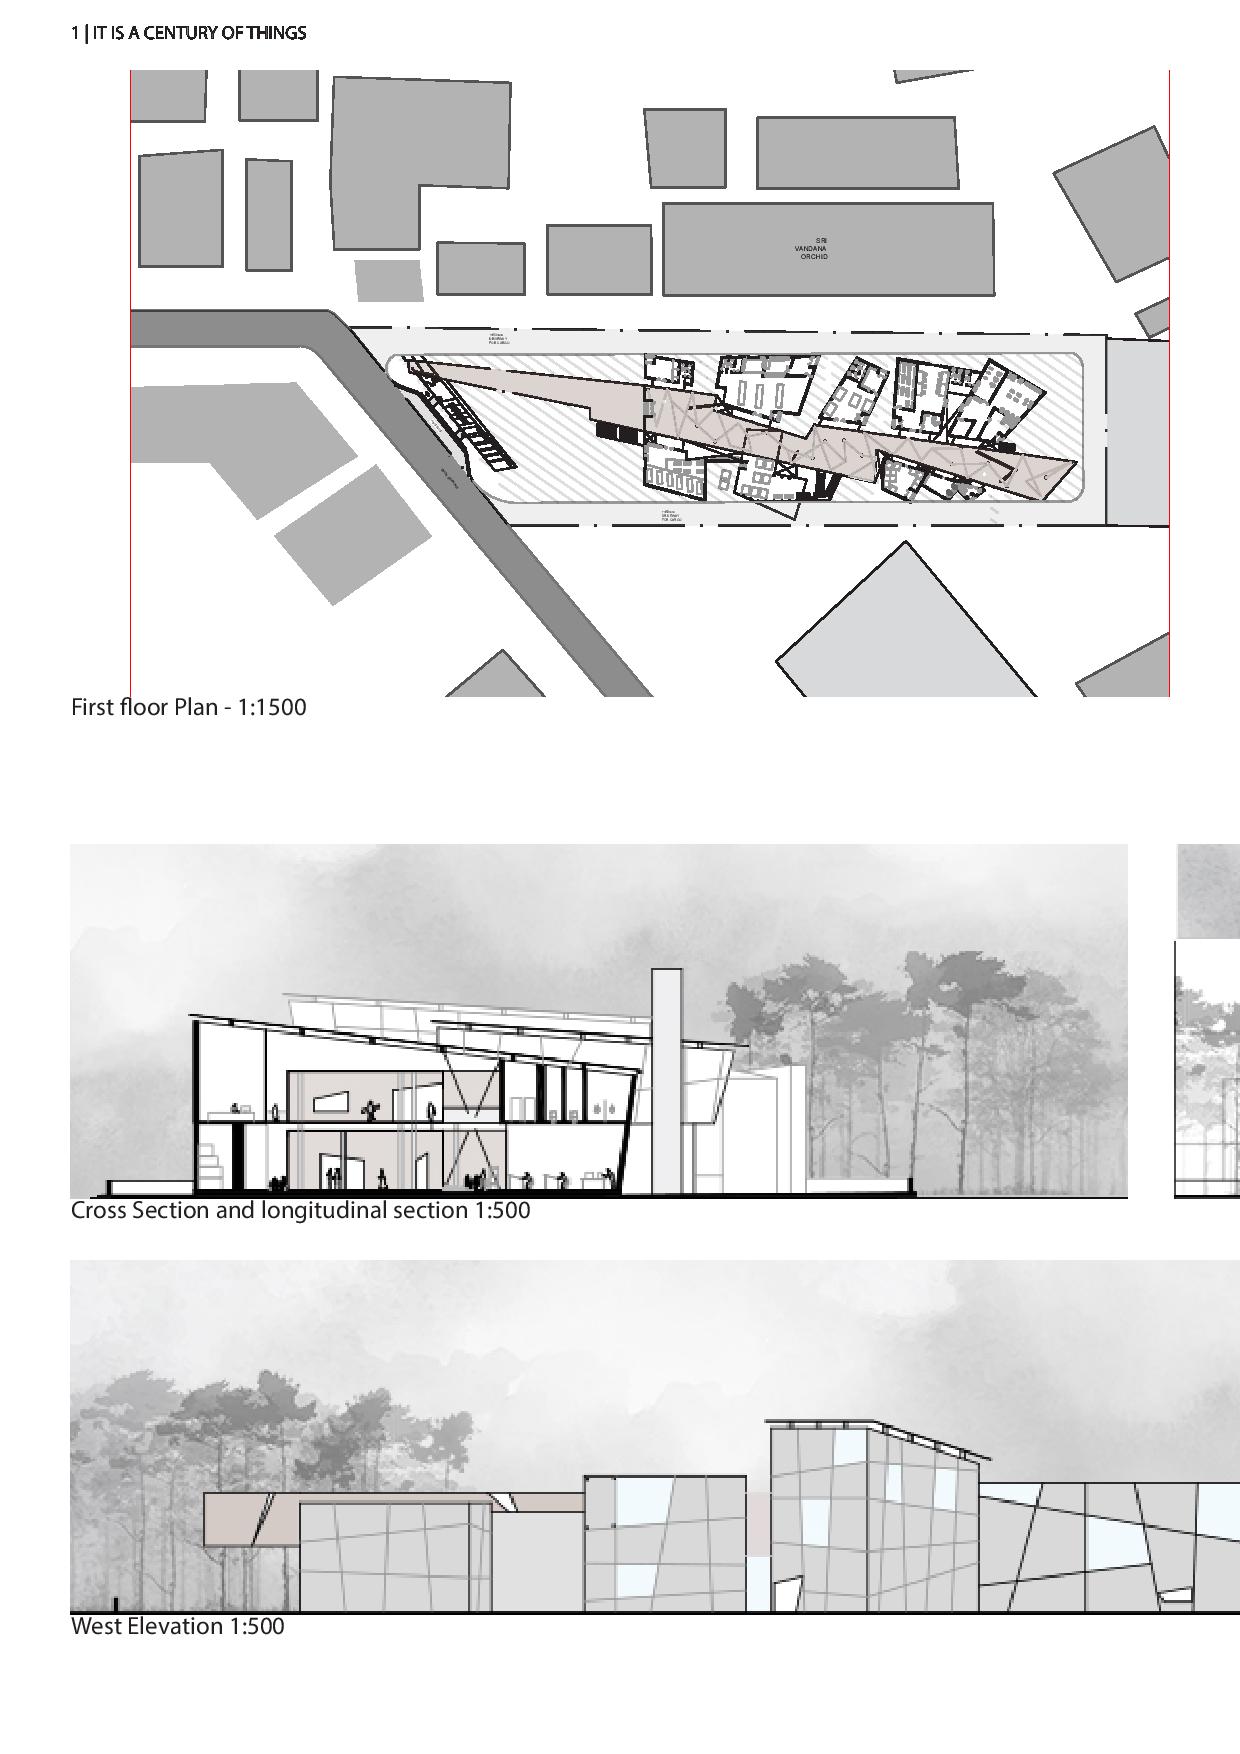 1 | IT IS A CENTURY OF THINGS
SRI
VANDANA
ORCHID
First floor Plan - 1:1500
Cross Section and longitudinal section 1:500
West Elevation 1:500